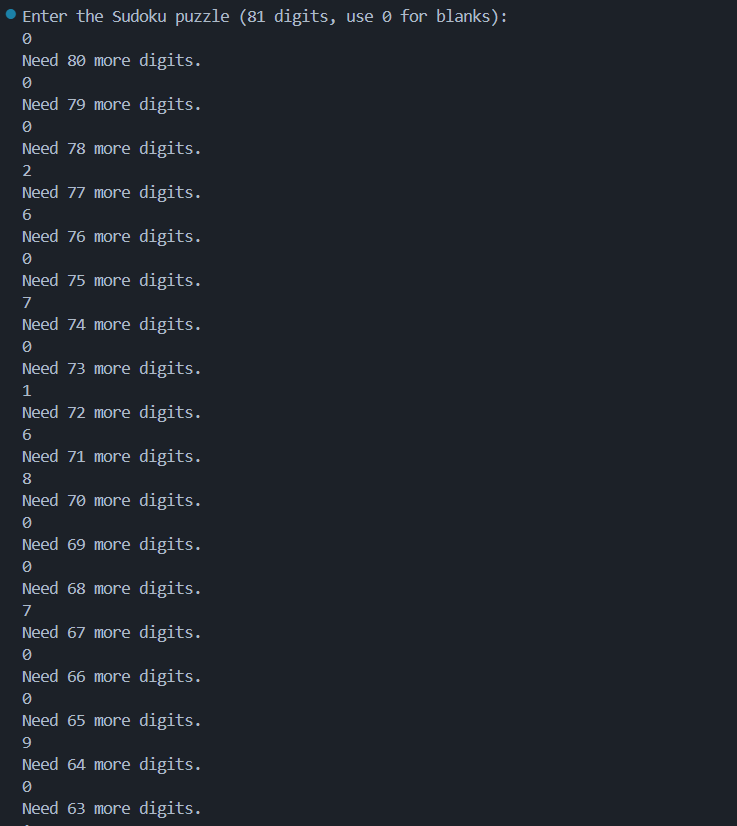 Enter the Sudoku puzzle (81 digits, use 0 for blanks):
0
Need 80 more digits.
0
Need 79 more digits.
0
Need 78 more digits.
2
Need 77 more digits.
6
Need 76 more digits.
0
Need 75 more digits.
7
Need 74 more digits.
0
Need 73 more digits.
1
Need 72 more digits.
6
Need 71 more digits.
8
Need 70 more digits.
0
Need 69 more digits.
0
Need 68 more digits.
7
Need 67 more digits.
0
Need 66 more digits.
0
Need 65 more digits.
9
Need 64 more digits.
0
Need 63 more digits.